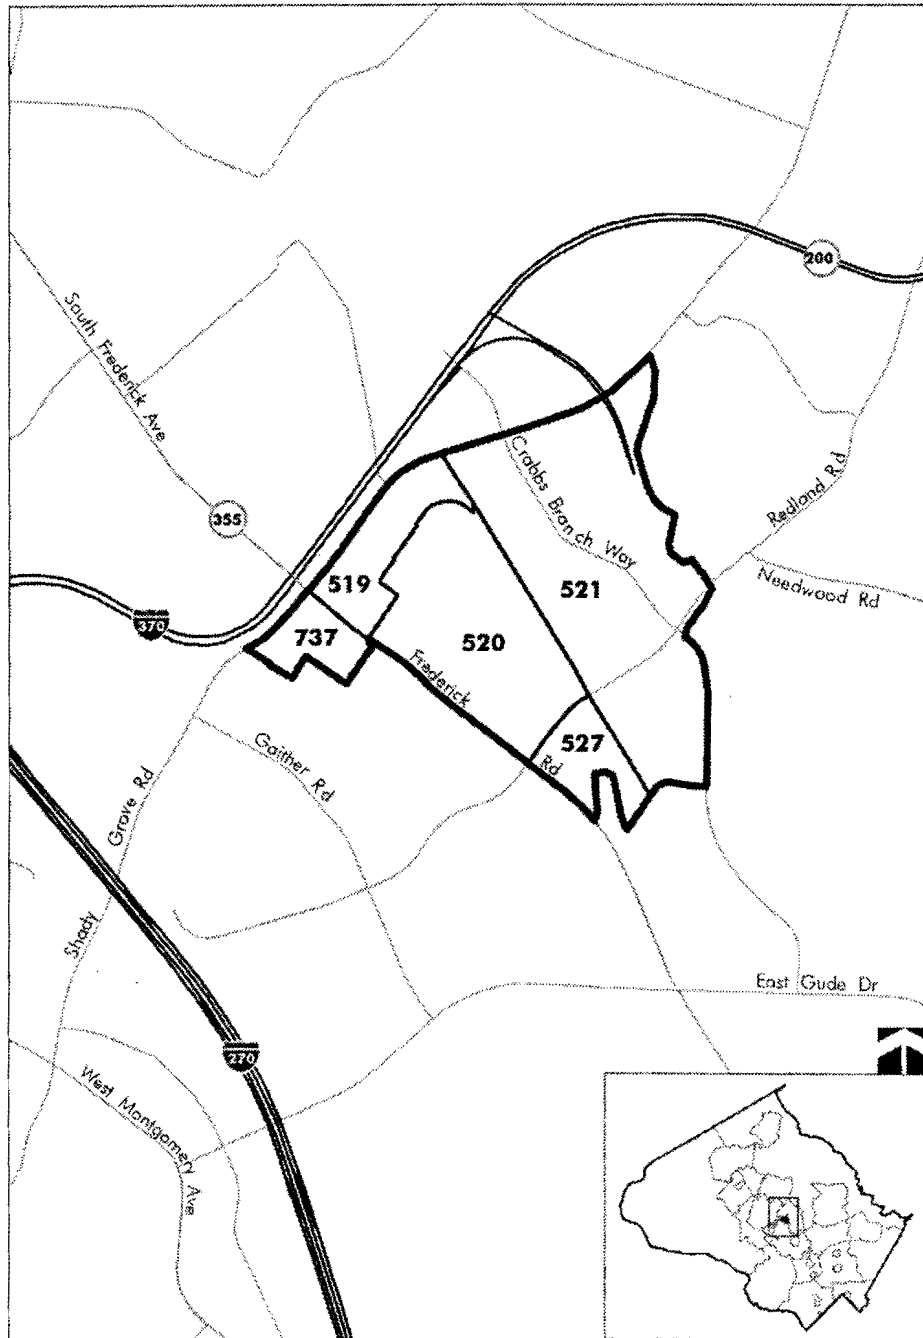 200
South Frederick Ave
Crabbs Branch Way
Redland Rd
355
519
521
Needwood Rd
370
737
520
Frederick
Rd
527
Gaither Rd
Shady
Grove Rd
East Gude Dr
270
West Montgomery Ave